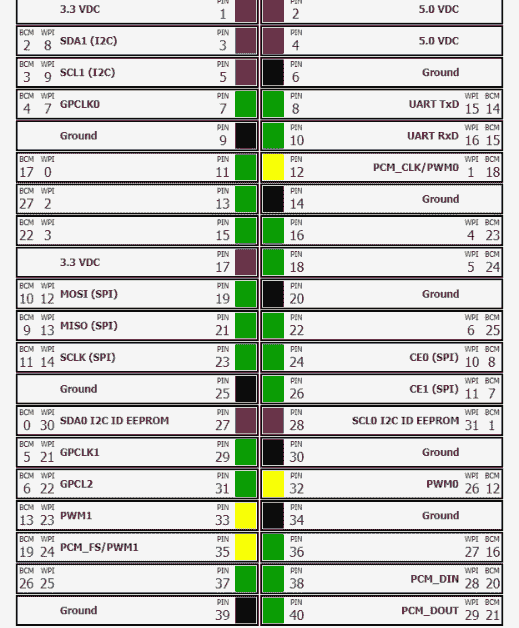 3.3 VDC PIN 1 PIN 2 5.0 VDC
BCM 2 WPI 8 SDA1 (I2C) PIN 3 PIN 4 5.0 VDC
BCM 3 WPI 9 SCL1 (I2C) PIN 5 PIN 6 Ground
BCM 4 WPI 7 GPCLK0 PIN 7 PIN 8 UART TxD WPI 15 BCM 14
Ground PIN 9 PIN 10 UART RxD WPI 16 BCM 15
BCM 17 WPI 0 PIN 11 PIN 12 PCM_CLK/PWM0 WPI 1 BCM 18
BCM 27 WPI 2 PIN 13 PIN 14 Ground
BCM 22 WPI 3 PIN 15 PIN 16 WPI 4 BCM 23
3.3 VDC PIN 17 PIN 18 WPI 5 BCM 24
BCM 10 WPI 12 MOSI (SPI) PIN 19 PIN 20 Ground
BCM 9 WPI 13 MISO (SPI) PIN 21 PIN 22 WPI 6 BCM 25
BCM 11 WPI 14 SCLK (SPI) PIN 23 PIN 24 CE0 (SPI) WPI 10 BCM 8
Ground PIN 25 PIN 26 CE1 (SPI) WPI 11 BCM 7
BCM 0 WPI 30 SDA0 I2C ID EEPROM PIN 27 PIN 28 SCL0 I2C ID EEPROM WPI 31 BCM 1
BCM 5 WPI 21 GPCLK1 PIN 29 PIN 30 Ground
BCM 6 WPI 22 GPCL2 PIN 31 PIN 32 PWM0 WPI 26 BCM 12
BCM 13 WPI 23 PWM1 PIN 33 PIN 34 Ground
BCM 19 WPI 24 PCM_FS/PWM1 PIN 35 PIN 36 WPI 27 BCM 16
BCM 26 WPI 25 PIN 37 PIN 38 PCM_DIN WPI 28 BCM 20
Ground PIN 39 PIN 40 PCM_DOUT WPI 29 BCM 21